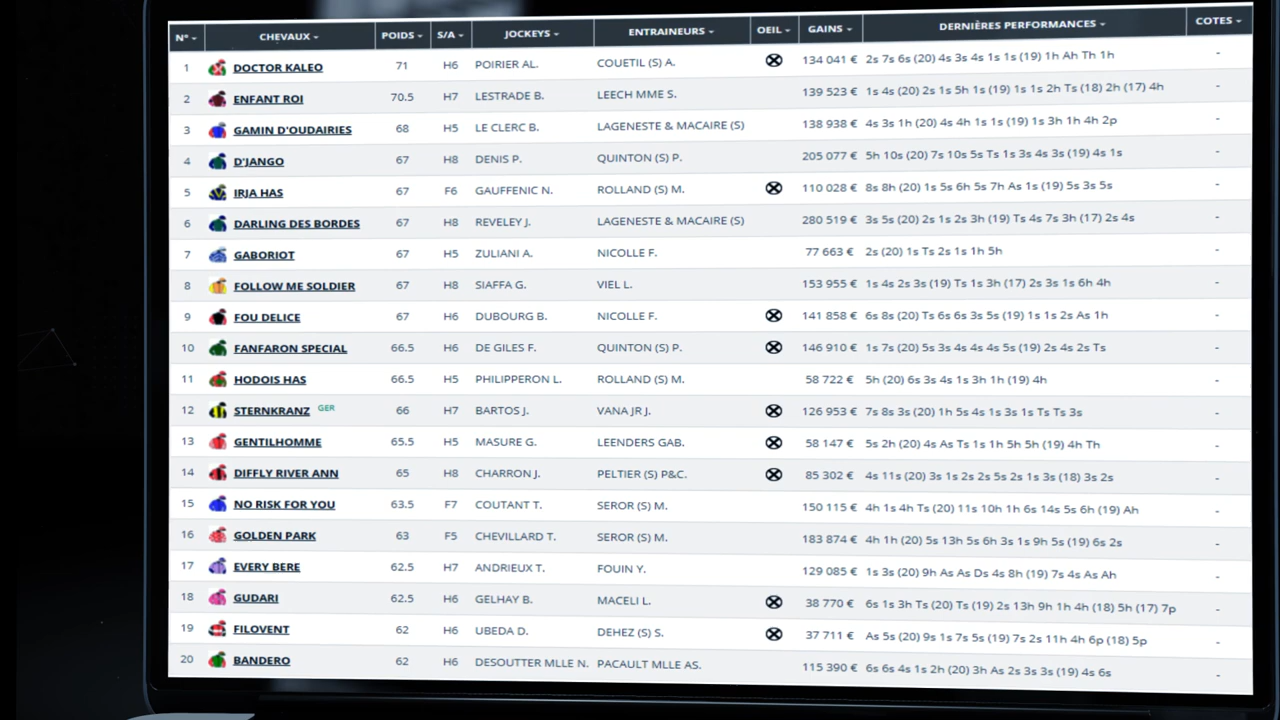 N° CHEVAUX POIDS S/A JOCKEYS ENTRAINEURS OEIL GAINS DERNIÈRES PERFORMANCES COTES
1 DOCTOR KALEO 71 H6 POIRIER AL. COUETIL (S) A. 134 041 € 2s 7s 6s (20) 4s 3s 4s 1s 1s (19) 1h Ah Th 1h -
2 ENFANT ROI 70.5 H7 LESTRADE B. LEECH MME S. 139 523 € 1s 4s (20) 2s 1s 5h 1s (19) 1s 1s 2h Ts (18) 2h (17) 4h -
3 GAMIN D'OUDAIRIES 68 H5 LE CLERC B. LAGENESTE & MACAIRE (S) 138 938 € 4s 3s 1h (20) 4s 4h 1s 1s (19) 1s 3h 1h 4h 2p -
4 D'JANGO 67 H8 DENIS P. QUINTON (S) P. 205 077 € 5h 10s (20) 7s 10s 5s Ts 1s 3s 4s 3s (19) 4s 1s -
5 IRJA HAS 67 F6 GAUFFENIC N. ROLLAND (S) M. 110 028 € 8s 8h (20) 1s 5s 6h 5s 7h As 1s (19) 5s 3s 5s -
6 DARLING DES BORDES 67 H8 REVELEY J. LAGENESTE & MACAIRE (S) 280 519 € 3s 5s (20) 2s 1s 2s 3h (19) Ts 4s 7s 3h (17) 2s 4s -
7 GABORIOT 67 H5 ZULIANI A. NICOLLE F. 77 663 € 2s (20) 1s Ts 2s 1s 1h 5h -
8 FOLLOW ME SOLDIER 67 H8 SIAFFA G. VIEL L. 153 955 € 1s 4s 2s 3s (19) Ts 1s 3h (17) 2s 3s 1s 6h 4h -
9 FOU DELICE 67 H6 DUBOURG B. NICOLLE F. 141 858 € 6s 8s (20) Ts 6s 6s 3s 5s (19) 1s 1s 2s As 1h -
10 FANFARON SPECIAL 66.5 H6 DE GILES F. QUINTON (S) P. 146 910 € 1s 7s (20) 5s 3s 4s 4s 4s 5s (19) 2s 4s 2s Ts -
11 HODOIS HAS 66.5 H5 PHILIPPERON L. ROLLAND (S) M. 58 722 € 5h (20) 6s 3s 4s 1s 3h 1h (19) 4h -
12 STERNKRANZ GER 66 H7 BARTOS J. VANA JR J. 126 953 € 7s 8s 3s (20) 1h 5s 4s 1s 3s 1s Ts Ts 3s -
13 GENTILHOMME 65.5 H5 MASURE G. LEENDERS GAB. 58 147 € 5s 2h (20) 4s As Ts 1s 1h 5h 5h (19) 4h Th -
14 DIFFLY RIVER ANN 65 H8 CHARRON J. PELTIER (S) P&C. 85 302 € 4s 11s (20) 3s 1s 2s 2s 5s 2s 1s 3s (18) 3s 2s -
15 NO RISK FOR YOU 63.5 F7 COUTANT T. SEROR (S) M. 150 115 € 4h 1s 4h Ts (20) 11s 10h 1h 6s 14s 5s 6h (19) Ah -
16 GOLDEN PARK 63 F5 CHEVILLARD T. SEROR (S) M. 183 874 € 4h 1h (20) 5s 13h 5s 6h 3s 1s 9h 5s (19) 6s 2s -
17 EVERY BERE 62.5 H7 ANDRIEUX T. FOUIN Y. 129 085 € 1s 3s (20) 9h As As Ds 4s 8h (19) 7s 4s As Ah -
18 GUDARI 62.5 H6 GELHAY B. MACELI L. 38 770 € 6s 1s 3h Ts (20) Ts (19) 2s 13h 9h 1h 4h (18) 5h (17) 7p -
19 FILOVENT 62 H6 UBEDA D. DEHEZ (S) S. 37 711 € As 5s (20) 9s 1s 7s 5s (19) 7s 2s 11h 4h 6p (18) 5p -
20 BANDERO 62 H6 DESOUTTER MLLE N. PACAULT MLLE AS. 115 390 € 6s 6s 4s 1s 2h (20) 3h As 2s 3s 3s (19) 4s 6s -